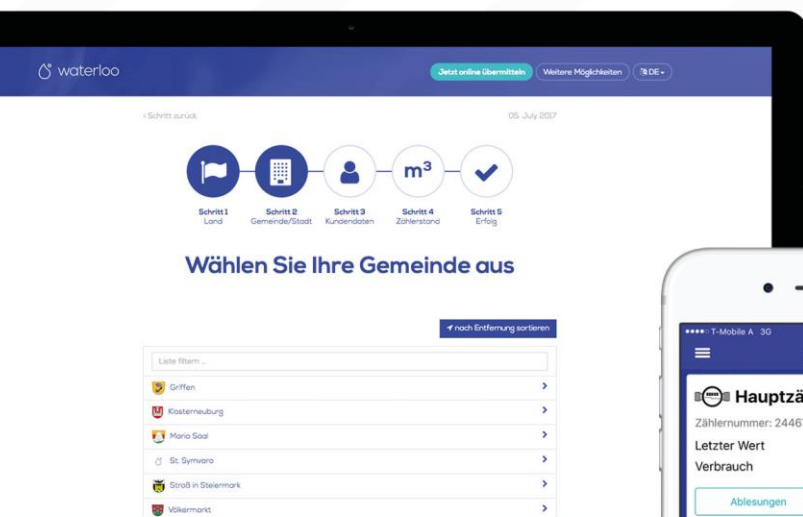 waterloo
Jetzt online übermitteln
Weitere Möglichkeiten
DE
‹ Schritt zurück
05. July 2017
m³
Schritt 1
Land
Schritt 2
Gemeinde/Stadt
Schritt 3
Kundendaten
Schritt 4
Zählerstand
Schritt 5
Erfolg
Wählen Sie Ihre Gemeinde aus
nach Entfernung sortieren
Liste filtern ...
Griffen
Klosterneuburg
Maria Saal
St. Symvaro
Straß in Steiermark
Völkermarkt
T-Mobile A 3G
Hauptzä
Zählernummer: 2446
Letzter Wert
Verbrauch
Ablesungen